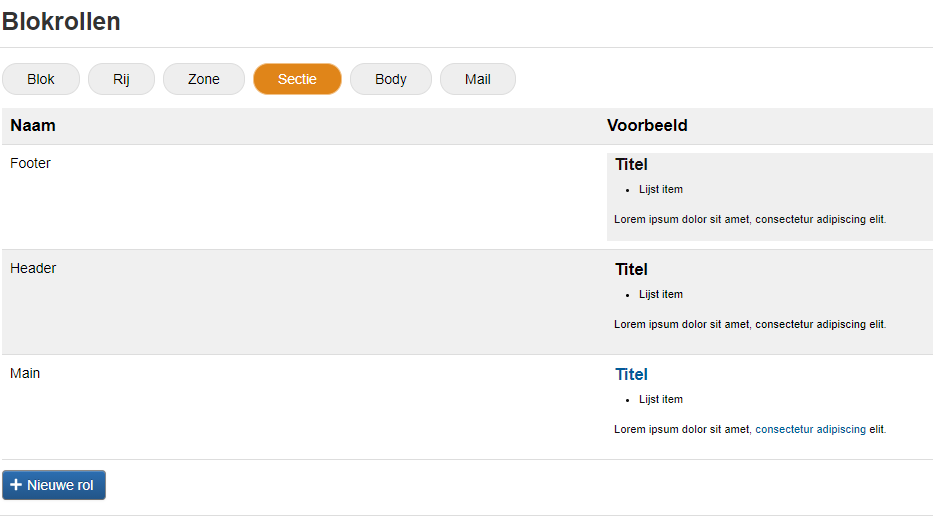 Blokrollen
Blok Rij Zone Sectie Body Mail
Naam Voorbeeld
Footer Titel
• Lijst item
Lorem ipsum dolor sit amet, consectetur adipiscing elit.
Header Titel
• Lijst item
Lorem ipsum dolor sit amet, consectetur adipiscing elit.
Main Titel
• Lijst item
Lorem ipsum dolor sit amet, consectetur adipiscing elit.
+ Nieuwe rol